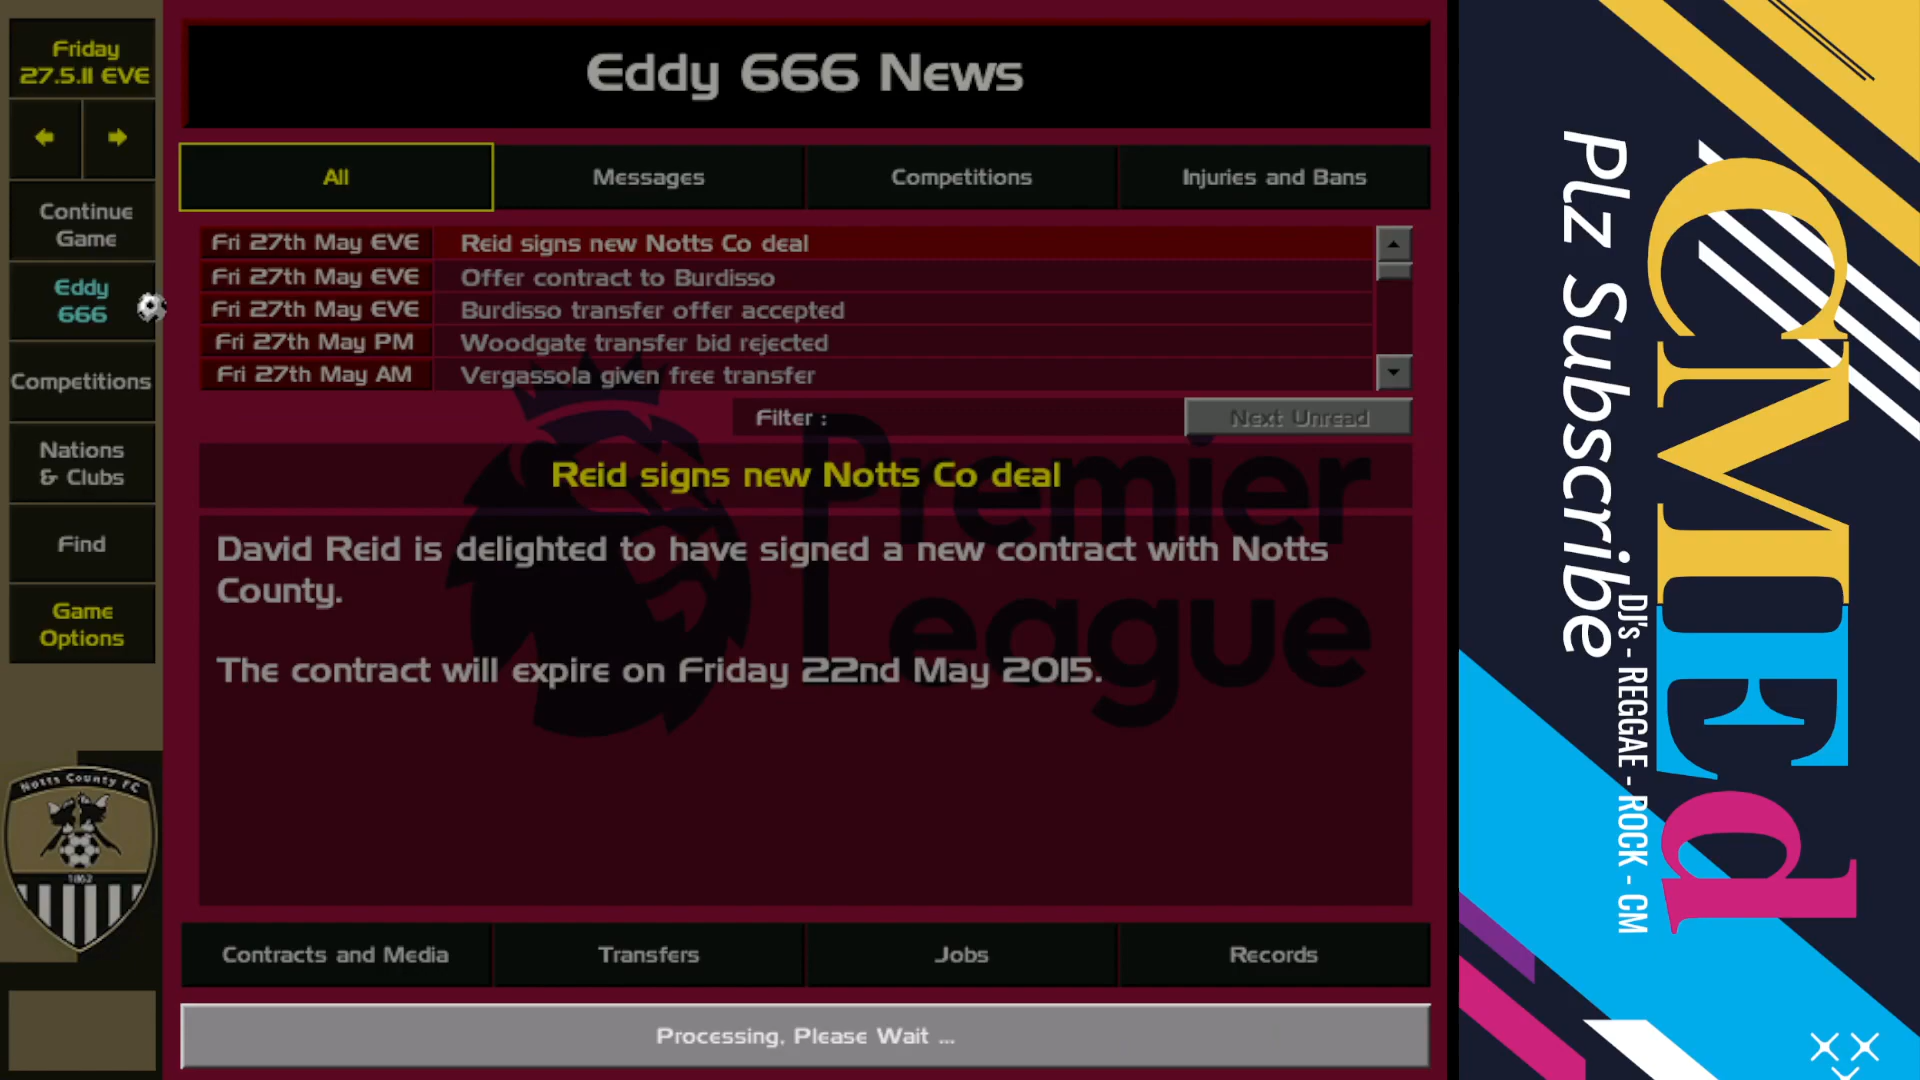 Friday
27.5.11 EVE
Continue
Game
Eddy
666
Competitions
Nations
& Clubs
Find
Game
Options
Notts County FC
1862
Eddy 666 News
All
Messages
Competitions
Injuries and Bans
Fri 27th May EVE Reid signs new Notts Co deal
Fri 27th May EVE Offer contract to Burdisso
Fri 27th May EVE Burdisso transfer offer accepted
Fri 27th May PM Woodgate transfer bid rejected
Fri 27th May AM Vergassola given free transfer
Filter :
Next Unread
Premier
League
Reid signs new Notts Co deal
David Reid is delighted to have signed a new contract with Notts
County.
The contract will expire on Friday 22nd May 2015.
Contracts and Media
Transfers
Jobs
Records
Processing, Please Wait ...
CMEd
Plz Subscribe
DJ's - REGGAE - ROCK - CM